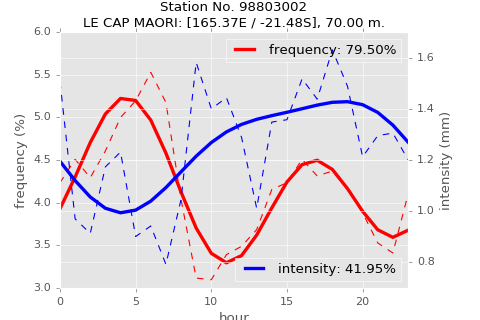 Station No. 98803002
LE CAP MAORI: [165.37E / -21.48S], 70.00 m.
frequency: 79.50%
intensity: 41.95%
frequency (%)
6.0
5.5
5.0
4.5
4.0
3.5
3.0
intensity (mm)
1.6
1.4
1.2
1.0
0.8
0 5 10 15 20
hour